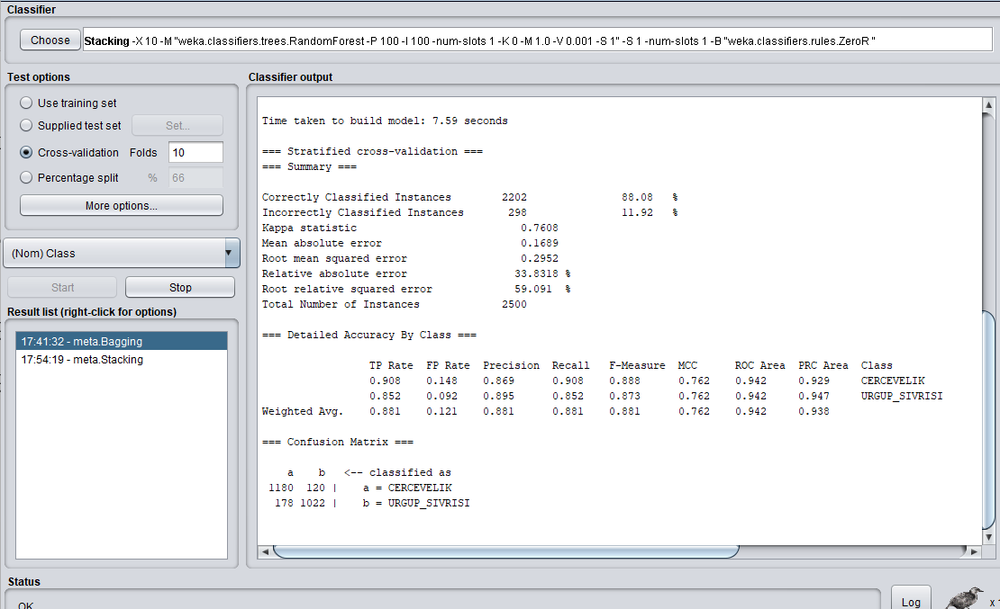 Classifier
Choose Stacking -X 10 -M "weka.classifiers.trees.RandomForest -P 100 -I 100 -num-slots 1 -K 0 -M 1.0 -V 0.001 -S 1" -S 1 -num-slots 1 -B "weka.classifiers.rules.ZeroR "
Test options
Use training set
Supplied test set Set...
Cross-validation Folds 10
Percentage split % 66
More options...
(Nom) Class
Start Stop
Result list (right-click for options)
17:41:32 - meta.Bagging
17:54:19 - meta.Stacking
Classifier output
Time taken to build model: 7.59 seconds
=== Stratified cross-validation ===
=== Summary ===
Correctly Classified Instances 2202 88.08 %
Incorrectly Classified Instances 298 11.92 %
Kappa statistic 0.7608
Mean absolute error 0.1689
Root mean squared error 0.2952
Relative absolute error 33.8318 %
Root relative squared error 59.091 %
Total Number of Instances 2500
=== Detailed Accuracy By Class ===
TP Rate FP Rate Precision Recall F-Measure MCC ROC Area PRC Area Class
0.908 0.148 0.869 0.908 0.888 0.762 0.942 0.929 CERCEVELIK
0.852 0.092 0.895 0.852 0.873 0.762 0.942 0.947 URGUP_SIVRISI
Weighted Avg. 0.881 0.121 0.881 0.881 0.881 0.762 0.942 0.938
=== Confusion Matrix ===
a b <-- classified as
1180 120 | a = CERCEVELIK
178 1022 | b = URGUP_SIVRISI
Status
OK
Log